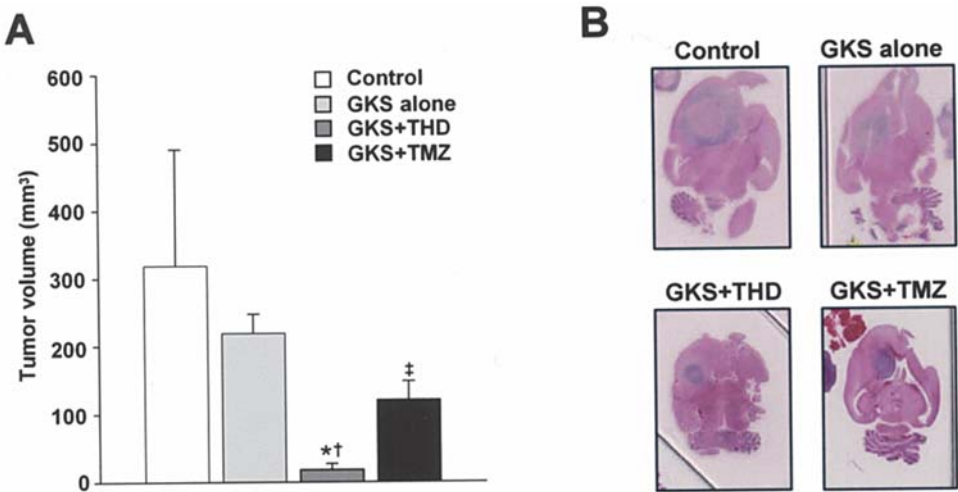 A
600
500
400
300
200
100
0
Tumor volume (mm³)
Control
GKS alone
GKS+THD
GKS+TMZ
*†
‡
B
Control
GKS alone
GKS+THD
GKS+TMZ